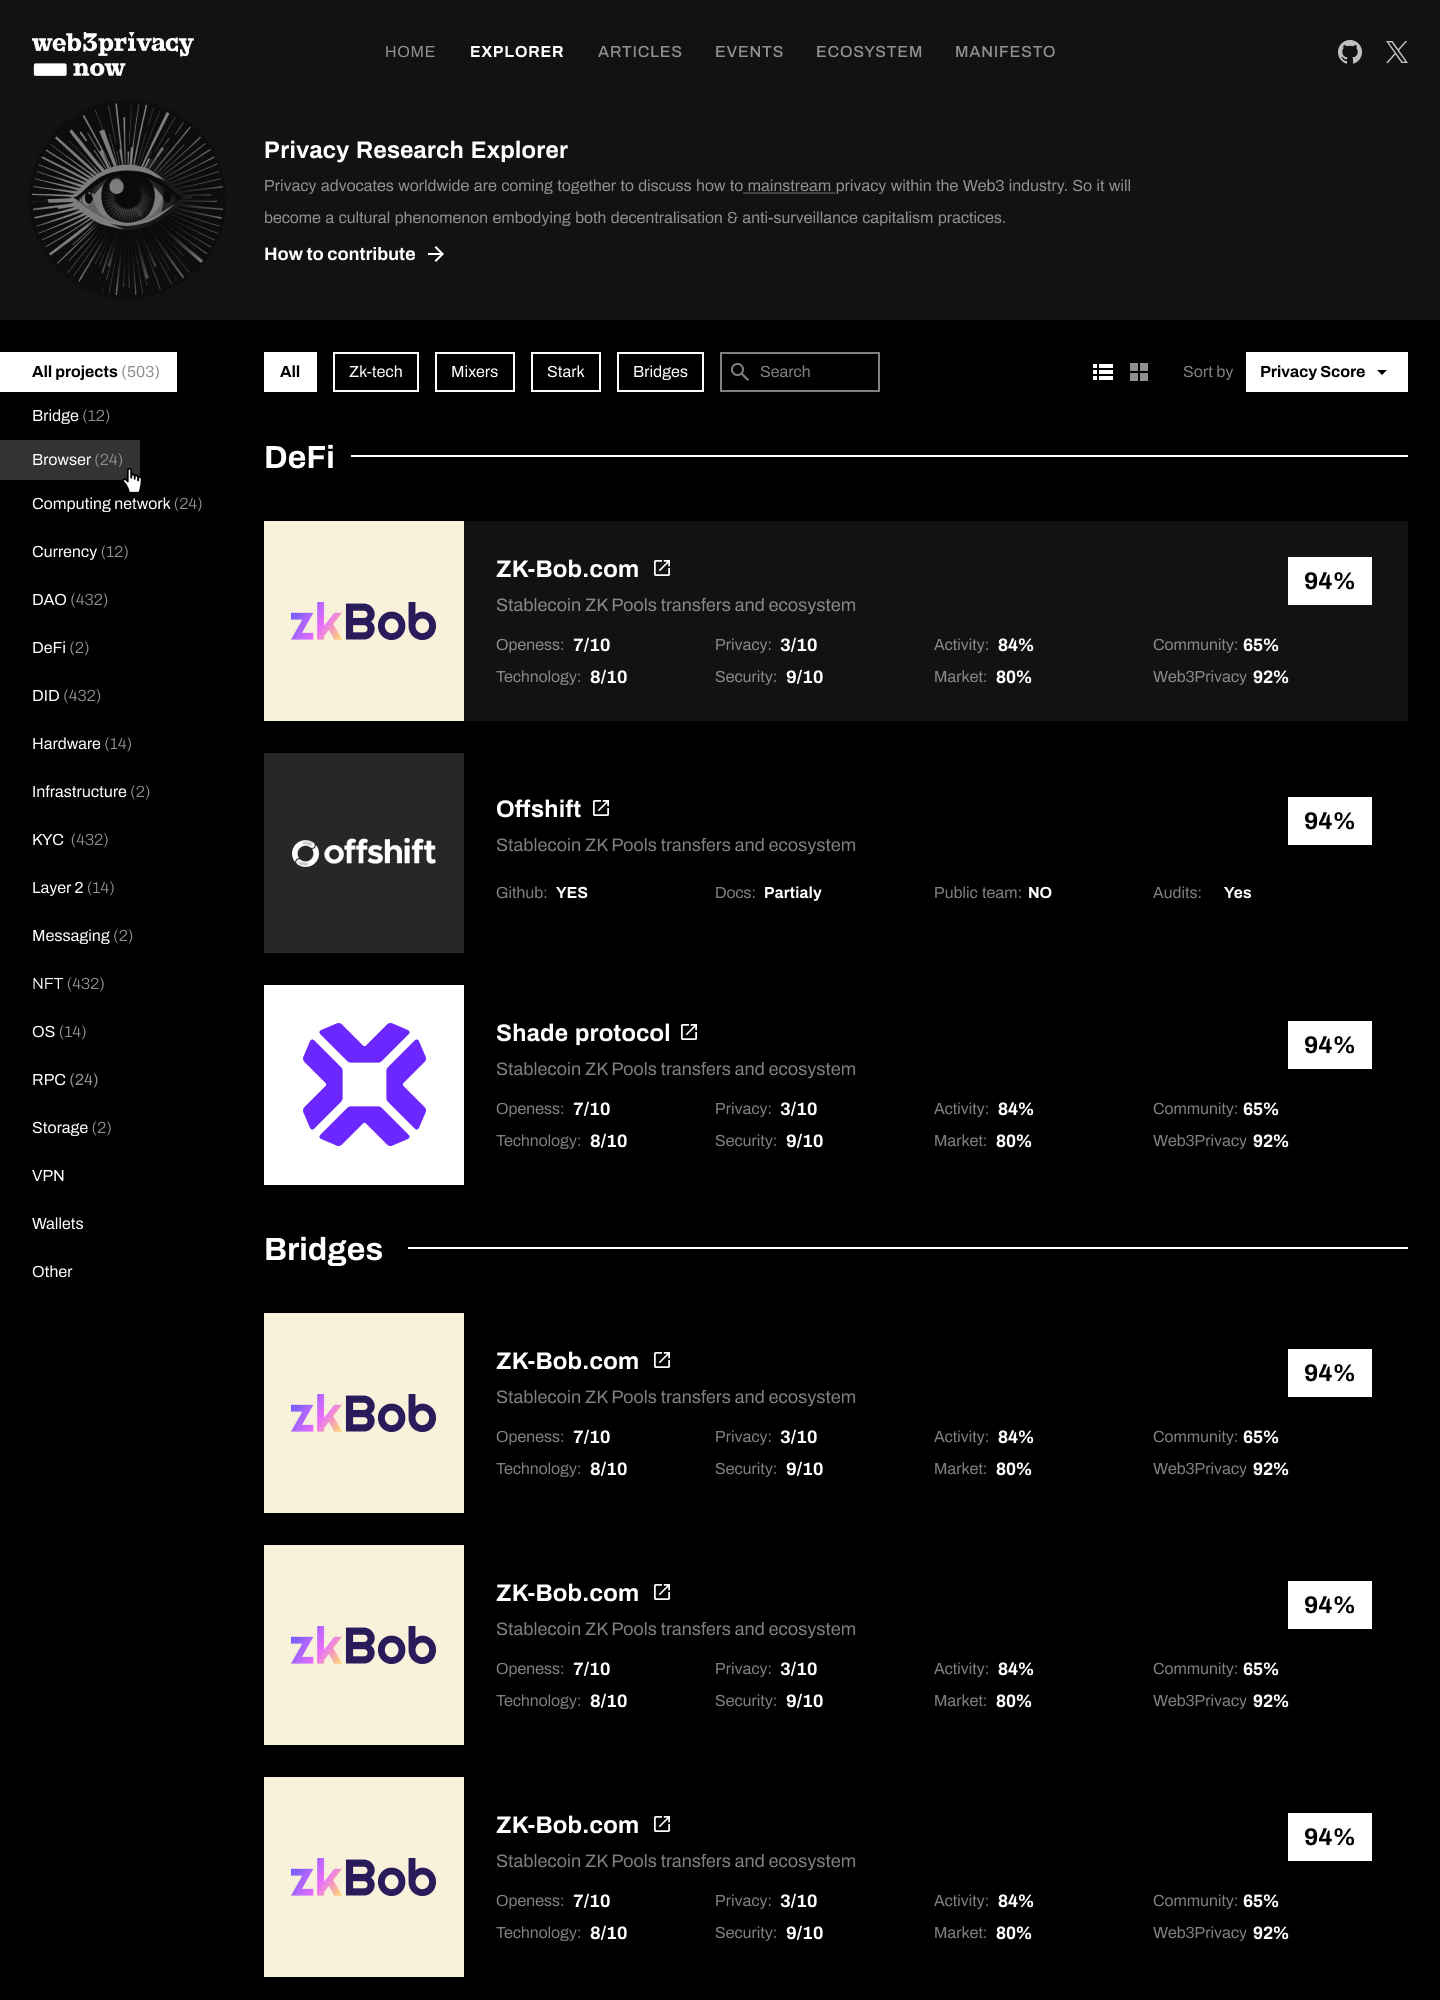 web3privacy
now
HOME EXPLORER ARTICLES EVENTS ECOSYSTEM MANIFESTO
Privacy Research Explorer
Privacy advocates worldwide are coming together to discuss how to mainstream privacy within the Web3 industry. So it will
become a cultural phenomenon embodying both decentralisation & anti-surveillance capitalism practices.
How to contribute
All projects (503)
Bridge (12)
Browser (24)
Computing network (24)
Currency (12)
DAO (432)
DeFi (2)
DID (432)
Hardware (14)
Infrastructure (2)
KYC (432)
Layer 2 (14)
Messaging (2)
NFT (432)
OS (14)
RPC (24)
Storage (2)
VPN
Wallets
Other
All Zk-tech Mixers Stark Bridges Search Sort by Privacy Score
DeFi
zkBob
ZK-Bob.com
94%
Stablecoin ZK Pools transfers and ecosystem
Openess: 7/10 Privacy: 3/10 Activity: 84% Community: 65%
Technology: 8/10 Security: 9/10 Market: 80% Web3Privacy 92%
offshift
Offshift
94%
Stablecoin ZK Pools transfers and ecosystem
Github: YES Docs: Partialy Public team: NO Audits: Yes
Shade protocol
94%
Stablecoin ZK Pools transfers and ecosystem
Openess: 7/10 Privacy: 3/10 Activity: 84% Community: 65%
Technology: 8/10 Security: 9/10 Market: 80% Web3Privacy 92%
Bridges
zkBob
ZK-Bob.com
94%
Stablecoin ZK Pools transfers and ecosystem
Openess: 7/10 Privacy: 3/10 Activity: 84% Community: 65%
Technology: 8/10 Security: 9/10 Market: 80% Web3Privacy 92%
zkBob
ZK-Bob.com
94%
Stablecoin ZK Pools transfers and ecosystem
Openess: 7/10 Privacy: 3/10 Activity: 84% Community: 65%
Technology: 8/10 Security: 9/10 Market: 80% Web3Privacy 92%
zkBob
ZK-Bob.com
94%
Stablecoin ZK Pools transfers and ecosystem
Openess: 7/10 Privacy: 3/10 Activity: 84% Community: 65%
Technology: 8/10 Security: 9/10 Market: 80% Web3Privacy 92%